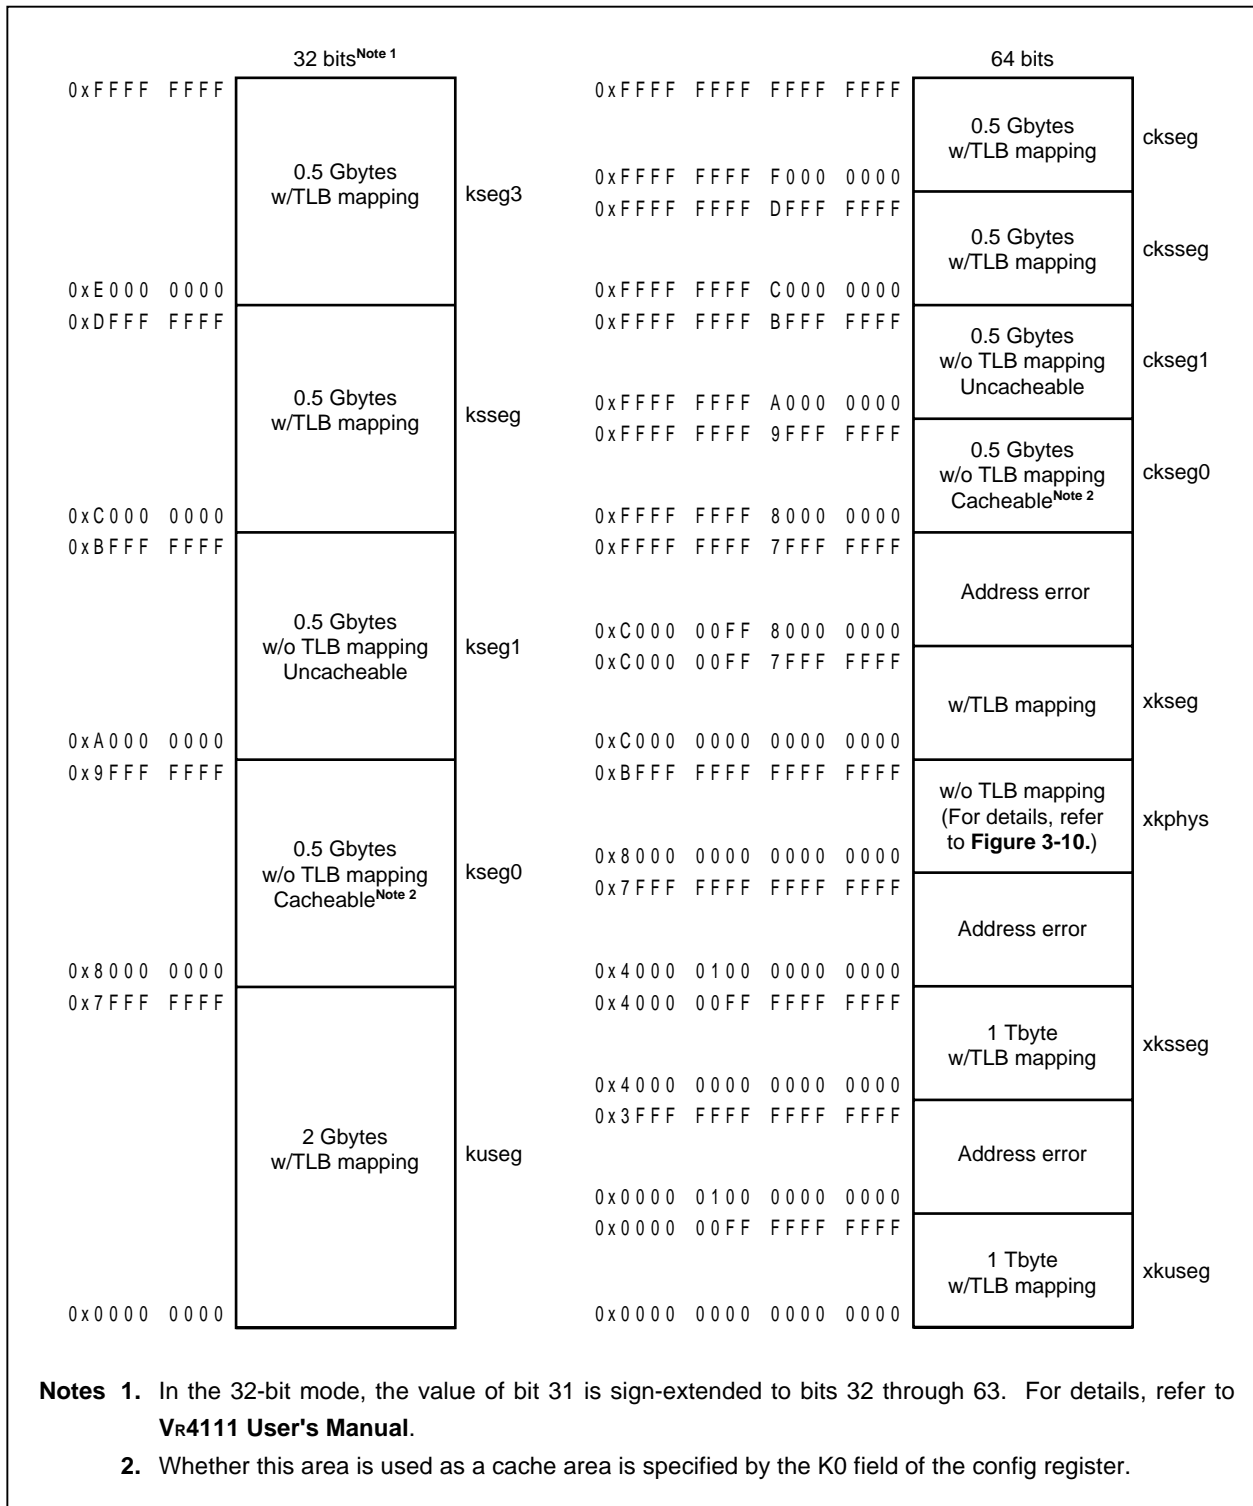 32 bitsNote 1
0xFFFF FFFF
0.5 Gbytes
w/TLB mapping
kseg3
0xE000 0000
0xDFFF FFFF
0.5 Gbytes
w/TLB mapping
ksseg
0xC000 0000
0xBFFF FFFF
0.5 Gbytes
w/o TLB mapping
Uncacheable
kseg1
0xA000 0000
0x9FFF FFFF
0.5 Gbytes
w/o TLB mapping
CacheableNote 2
kseg0
0x8000 0000
0x7FFF FFFF
2 Gbytes
w/TLB mapping
kuseg
0x0000 0000
64 bits
0xFFFF FFFF FFFF FFFF
0.5 Gbytes
w/TLB mapping
ckseg
0xFFFF FFFF F000 0000
0xFFFF FFFF DFFF FFFF
0.5 Gbytes
w/TLB mapping
cksseg
0xFFFF FFFF C000 0000
0xFFFF FFFF BFFF FFFF
0.5 Gbytes
w/o TLB mapping
Uncacheable
ckseg1
0xFFFF FFFF A000 0000
0xFFFF FFFF 9FFF FFFF
0.5 Gbytes
w/o TLB mapping
CacheableNote 2
ckseg0
0xFFFF FFFF 8000 0000
0xFFFF FFFF 7FFF FFFF
Address error
0xC000 00FF 8000 0000
0xC000 00FF 7FFF FFFF
w/TLB mapping
xkseg
0xC000 0000 0000 0000
0xBFFF FFFF FFFF FFFF
w/o TLB mapping
(For details, refer
to Figure 3-10.)
xkphys
0x8000 0000 0000 0000
0x7FFF FFFF FFFF FFFF
Address error
0x4000 0100 0000 0000
0x4000 00FF FFFF FFFF
1 Tbyte
w/TLB mapping
xksseg
0x4000 0000 0000 0000
0x3FFF FFFF FFFF FFFF
Address error
0x0000 0100 0000 0000
0x0000 00FF FFFF FFFF
1 Tbyte
w/TLB mapping
xkuseg
0x0000 0000 0000 0000
Notes 1. In the 32-bit mode, the value of bit 31 is sign-extended to bits 32 through 63. For details, refer to
VR4111 User's Manual.
2. Whether this area is used as a cache area is specified by the K0 field of the config register.